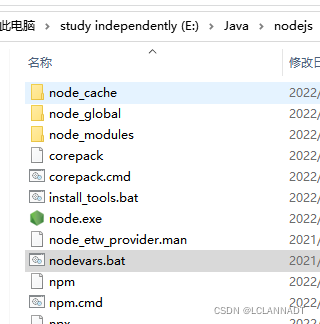 此电脑 > study independently (E:) > Java > nodejs
名称 修改日
node_cache 2022/
node_global 2022/
node_modules 2022/
corepack 2022/
corepack.cmd 2022/
install_tools.bat 2022/
node.exe 2022/
node_etw_provider.man 2021/
nodevars.bat 2021/
npm 2022/
npm.cmd 2022/
CSDN @LCLANNADT
npx